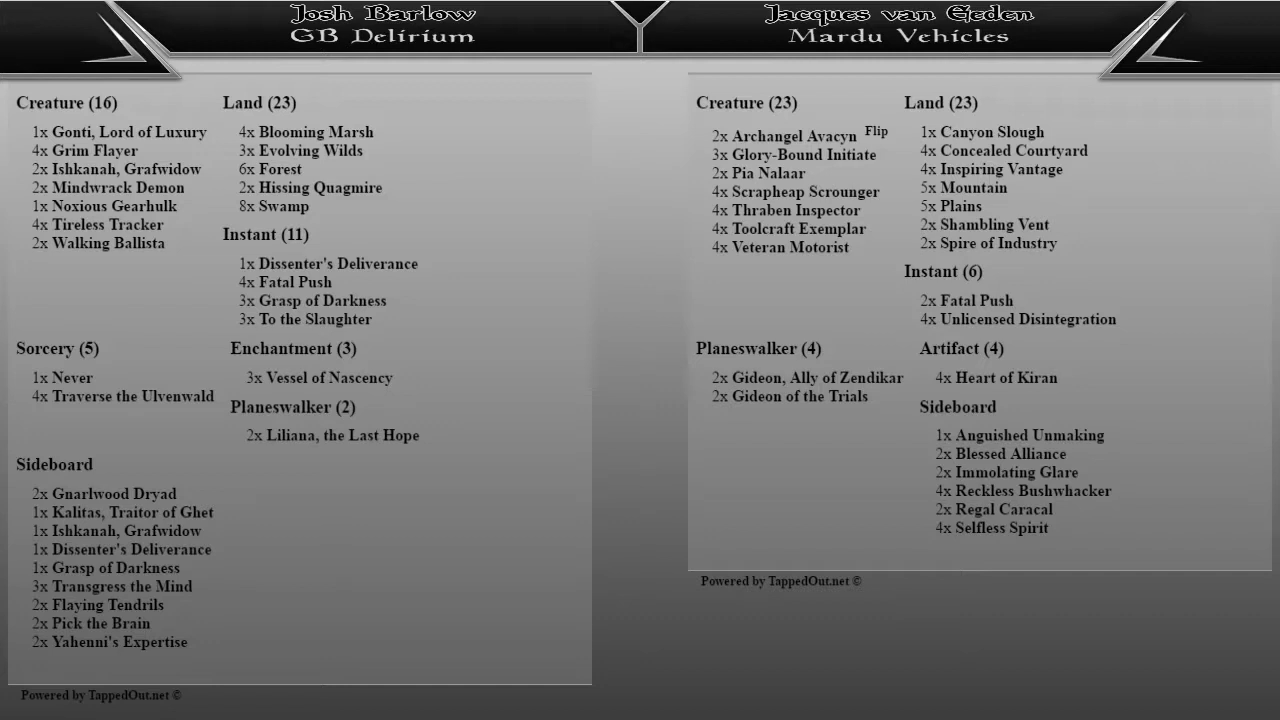 Josh Barlow
GB Delirium
Jacques van Eeden
Mardu Vehicles
Creature (16)
1x Gonti, Lord of Luxury
4x Grim Flayer
2x Ishkanah, Grafwidow
2x Mindwrack Demon
1x Noxious Gearhulk
4x Tireless Tracker
2x Walking Ballista
Land (23)
4x Blooming Marsh
3x Evolving Wilds
6x Forest
2x Hissing Quagmire
8x Swamp
Instant (11)
1x Dissenter's Deliverance
4x Fatal Push
3x Grasp of Darkness
3x To the Slaughter
Sorcery (5)
1x Never
4x Traverse the Ulvenwald
Enchantment (3)
3x Vessel of Nascency
Planeswalker (2)
2x Liliana, the Last Hope
Sideboard
2x Gnarlwood Dryad
1x Kalitas, Traitor of Ghet
1x Ishkanah, Grafwidow
1x Dissenter's Deliverance
1x Grasp of Darkness
3x Transgress the Mind
2x Flaying Tendrils
2x Pick the Brain
2x Yahenni's Expertise
Powered by TappedOut.net ©
Creature (23)
2x Archangel Avacyn Flip
3x Glory-Bound Initiate
2x Pia Nalaar
4x Scrapheap Scrounger
4x Thraben Inspector
4x Toolcraft Exemplar
4x Veteran Motorist
Land (23)
1x Canyon Slough
4x Concealed Courtyard
4x Inspiring Vantage
5x Mountain
5x Plains
2x Shambling Vent
2x Spire of Industry
Instant (6)
2x Fatal Push
4x Unlicensed Disintegration
Planeswalker (4)
2x Gideon, Ally of Zendikar
2x Gideon of the Trials
Artifact (4)
4x Heart of Kiran
Sideboard
1x Anguished Unmaking
2x Blessed Alliance
2x Immolating Glare
4x Reckless Bushwhacker
2x Regal Caracal
4x Selfless Spirit
Powered by TappedOut.net ©